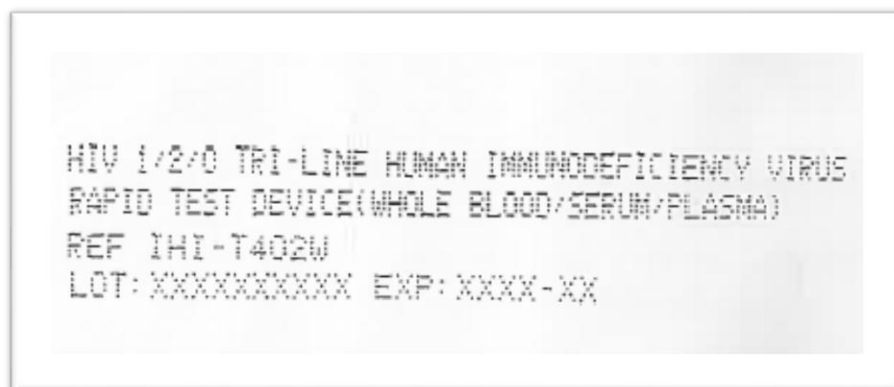 HIV 1/2/0 TRI-LINE HUMAN IMMUNODEFICIENCY VIRUS
RAPID TEST DEVICE(WHOLE BLOOD/SERUM/PLASMA)
REF IHI-T402W
LOT: XXXXXXXXXX EXP: XXXX-XX